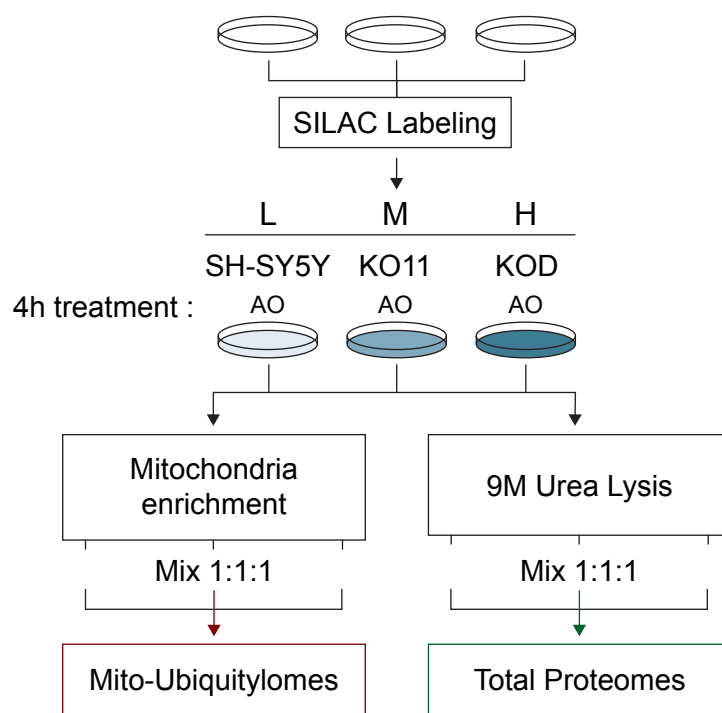 SILAC Labeling
L M H
SH-SY5Y KO11 KOD
4h treatment : AO AO AO
Mitochondria
enrichment
9M Urea Lysis
Mix 1:1:1 Mix 1:1:1
Mito-Ubiquitylomes Total Proteomes